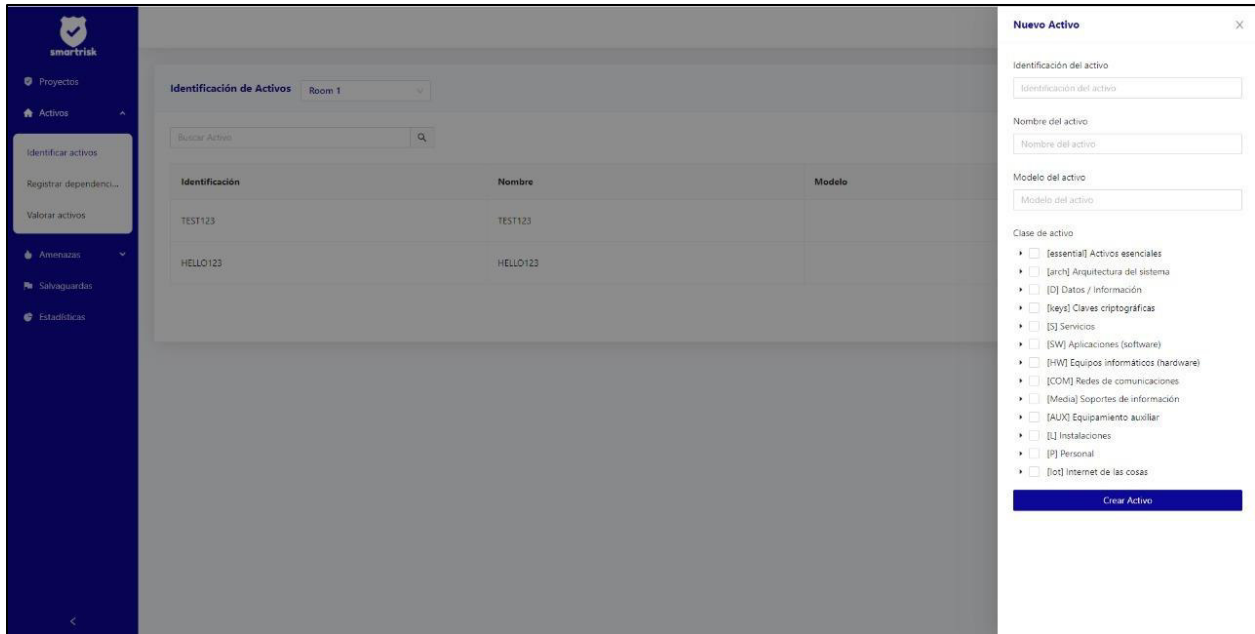 smartrisk
Proyectos
Activos
Identificar activos
Registrar dependenci...
Valorar activos
Amenazas
Salvaguardas
Estadísticas
Identificación de Activos
Room 1
Buscar Activo
Identificación Nombre Modelo
TEST123 TEST123
HELLO123 HELLO123
Nuevo Activo
Identificación del activo
Identificación del activo
Nombre del activo
Nombre del activo
Modelo del activo
Modelo del activo
Clase de activo
[essential] Activos esenciales
[arch] Arquitectura del sistema
[D] Datos / Información
[keys] Claves criptográficas
[S] Servicios
[SW] Aplicaciones (software)
[HW] Equipos informáticos (hardware)
[COM] Redes de comunicaciones
[Media] Soportes de información
[AUX] Equipamiento auxiliar
[L] Instalaciones
[P] Personal
[Iot] Internet de las cosas
Crear Activo